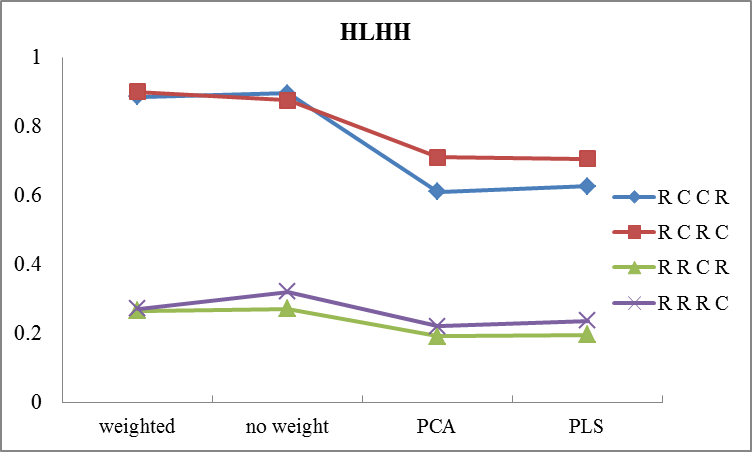 HLHH
1
0.8
0.6
0.4
0.2
0
weighted no weight PCA PLS
R C C R
R C R C
R R C R
R R R C